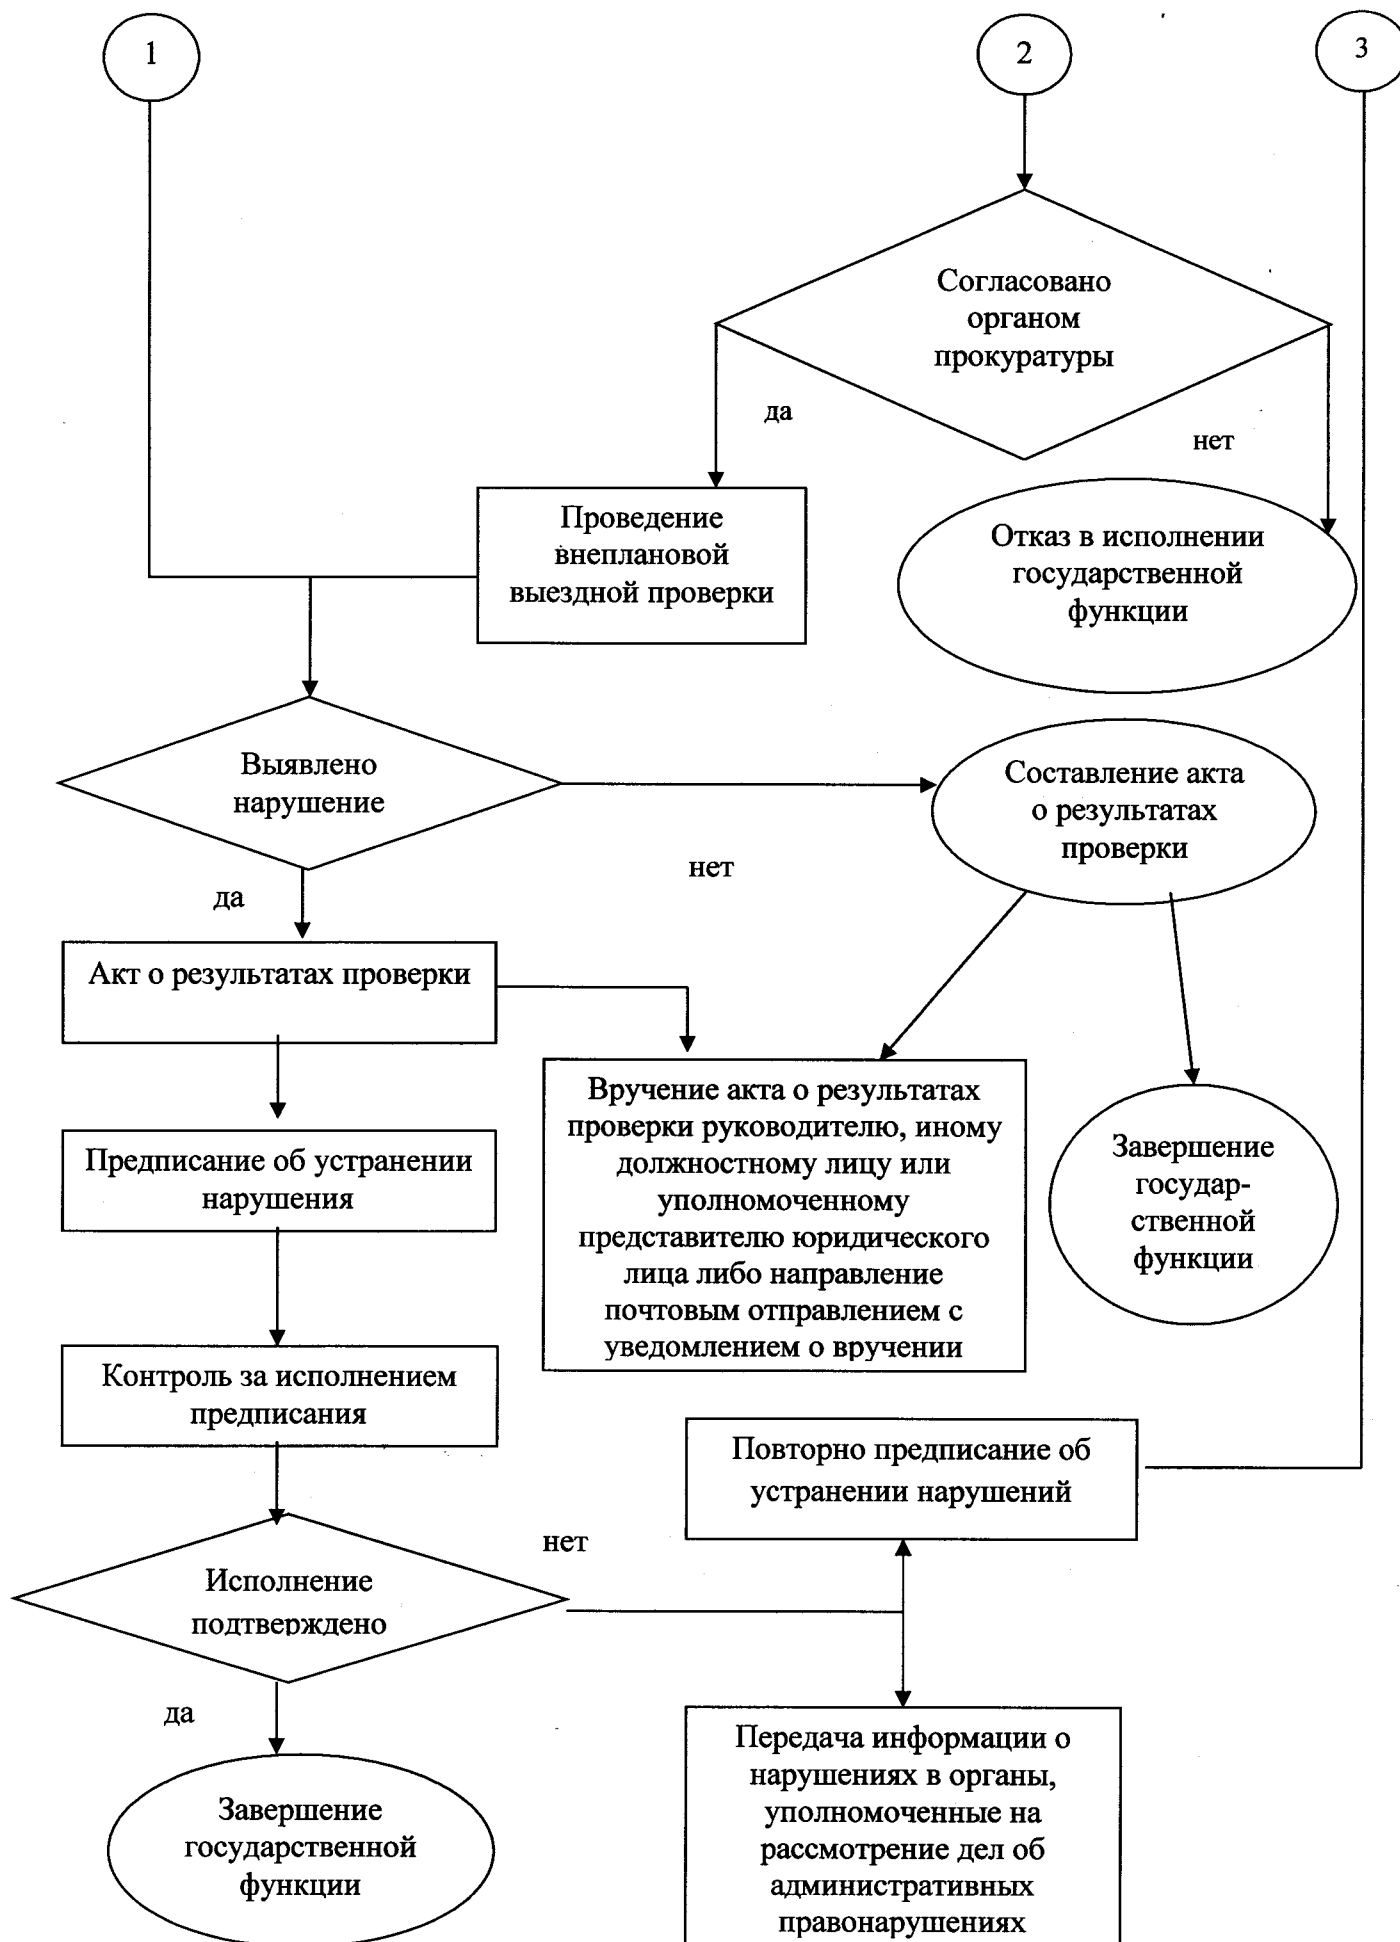 1
2
3
Согласовано
органом
прокуратуры
да
нет
Проведение
внеплановой
выездной проверки
Отказ в исполнении
государственной
функции
Выявлено
нарушение
Составление акта
о результатах
проверки
нет
да
Акт о результатах проверки
Вручение акта о результатах
проверки руководителю, иному
должностному лицу или
уполномоченному
представителю юридического
лица либо направление
почтовым отправлением с
уведомлением о вручении
Завершение
государ-
ственной
функции
Предписание об устранении
нарушения
Контроль за исполнением
предписания
Повторно предписание об
устранении нарушений
нет
Исполнение
подтверждено
да
Завершение
государственной
функции
Передача информации о
нарушениях в органы,
уполномоченные на
рассмотрение дел об
административных
правонарушениях